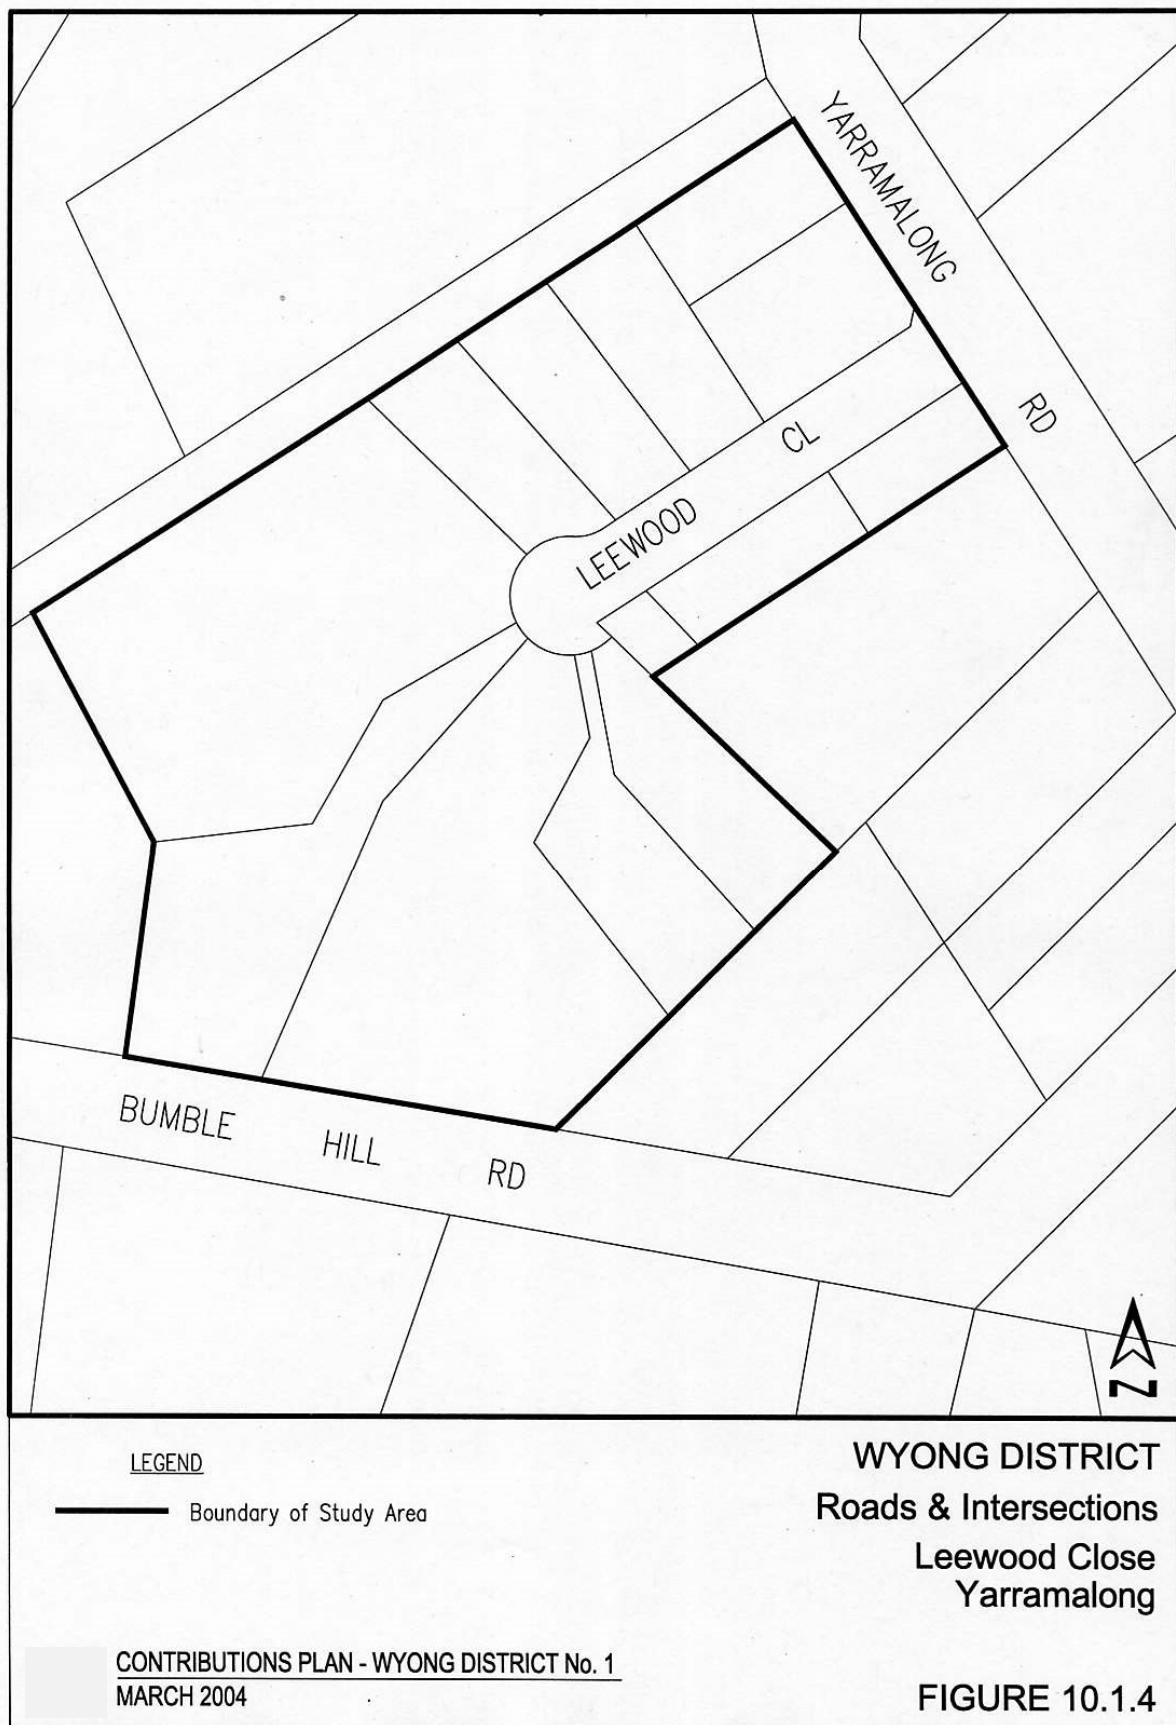 YARRAMALONG
RD
LEEWOOD CL
BUMBLE HILL RD
N
LEGEND
Boundary of Study Area
WYONG DISTRICT
Roads & Intersections
Leewood Close
Yarramalong
CONTRIBUTIONS PLAN - WYONG DISTRICT No. 1
MARCH 2004
FIGURE 10.1.4